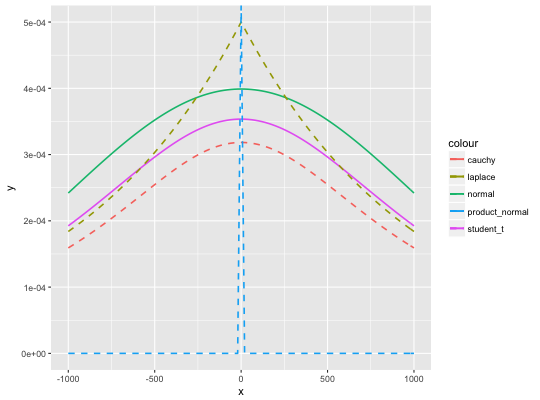 5e-04
4e-04
3e-04
2e-04
1e-04
0e+00
y
-1000
-500
0
500
1000
x
colour
cauchy
laplace
normal
product_normal
student_t